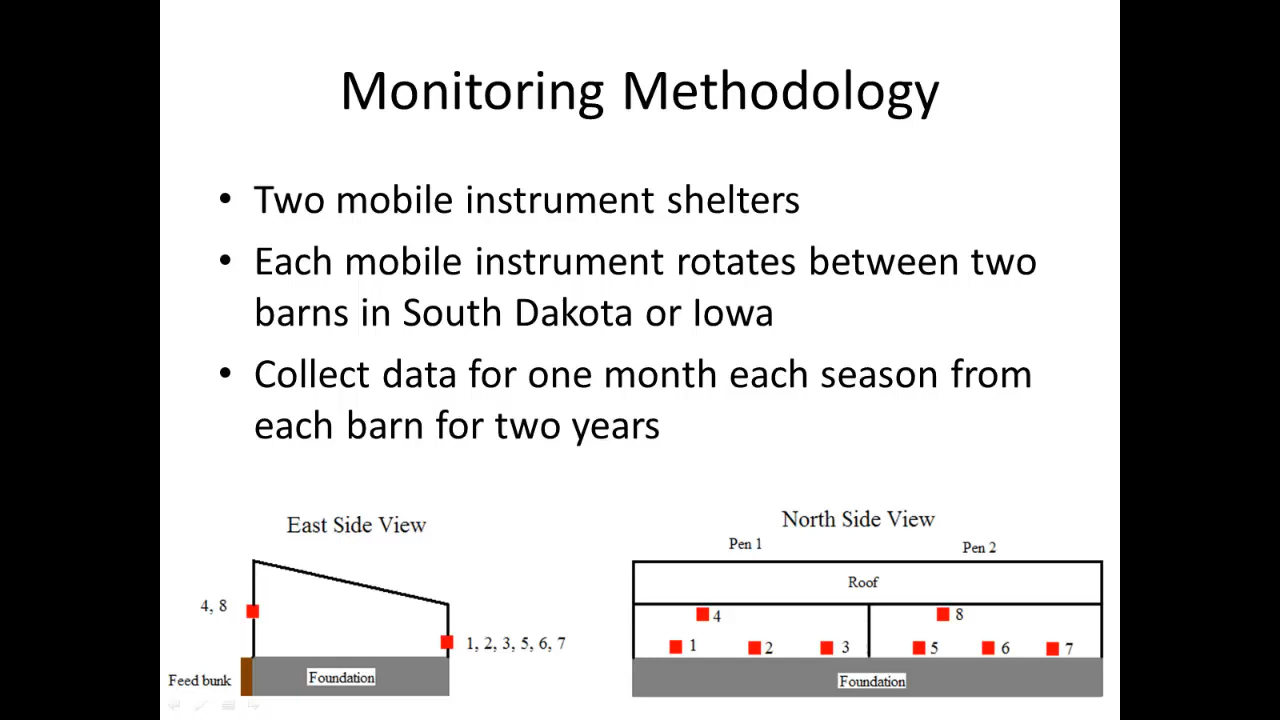 Monitoring Methodology
• Two mobile instrument shelters
• Each mobile instrument rotates between two
barns in South Dakota or Iowa
• Collect data for one month each season from
each barn for two years
East Side View
4, 8
1, 2, 3, 5, 6, 7
Feed bunk
Foundation
North Side View
Pen 1
Pen 2
Roof
4
8
1
2
3
5
6
7
Foundation